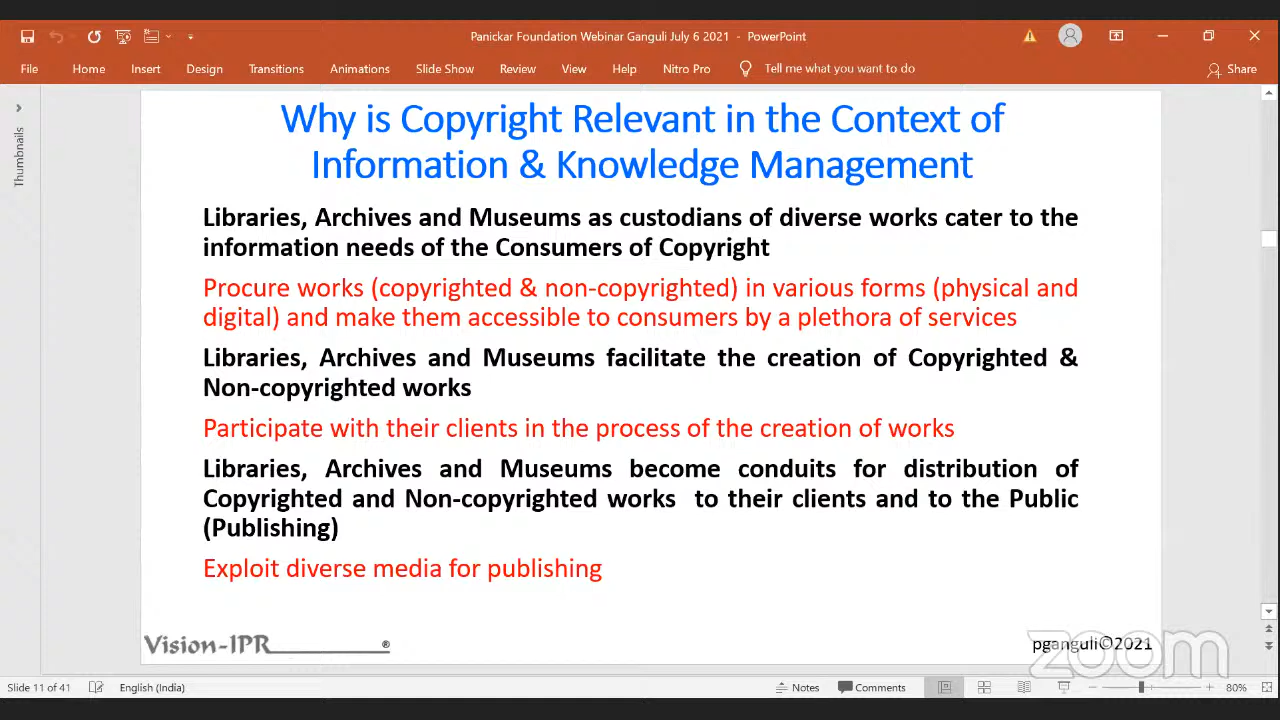 Panickar Foundation Webinar Ganguli July 6 2021 - PowerPoint
File Home Insert Design Transitions Animations Slide Show Review View Help Nitro Pro Tell me what you want to do Share
Thumbnails
Why is Copyright Relevant in the Context of
Information & Knowledge Management
Libraries, Archives and Museums as custodians of diverse works cater to the
information needs of the Consumers of Copyright
Procure works (copyrighted & non-copyrighted) in various forms (physical and
digital) and make them accessible to consumers by a plethora of services
Libraries, Archives and Museums facilitate the creation of Copyrighted &
Non-copyrighted works
Participate with their clients in the process of the creation of works
Libraries, Archives and Museums become conduits for distribution of
Copyrighted and Non-copyrighted works to their clients and to the Public
(Publishing)
Exploit diverse media for publishing
Vision-IPR ®
pganguli©2021
zoom
Slide 11 of 41 English (India) Notes Comments 80%